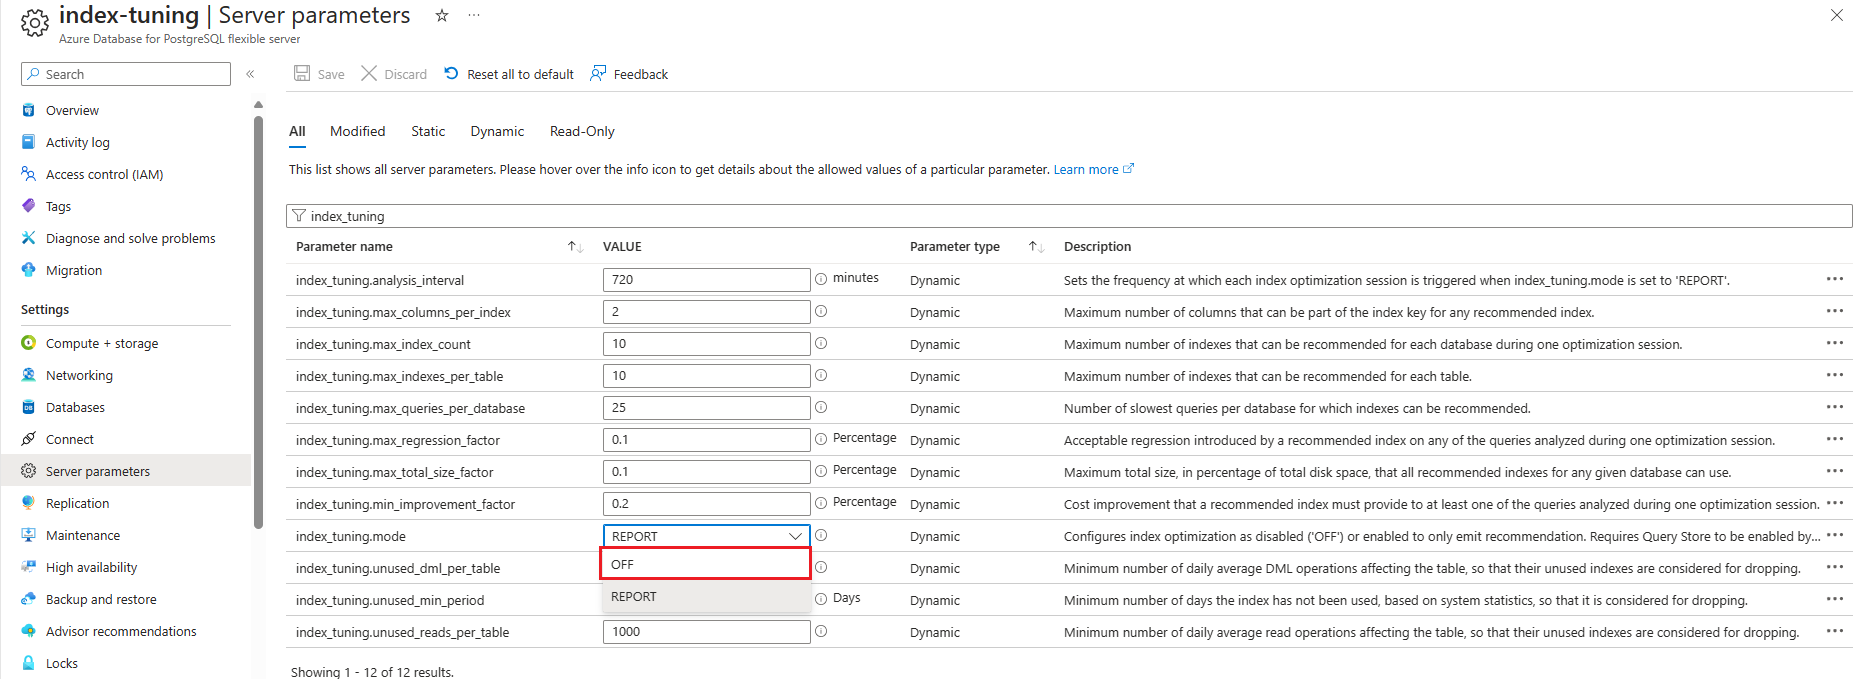 index-tuning | Server parameters
Azure Database for PostgreSQL flexible server
Search
Overview
Activity log
Access control (IAM)
Tags
Diagnose and solve problems
Migration
Settings
Compute + storage
Networking
Databases
Connect
Server parameters
Replication
Maintenance
High availability
Backup and restore
Advisor recommendations
Locks
Save Discard Reset all to default Feedback
All Modified Static Dynamic Read-Only
This list shows all server parameters. Please hover over the info icon to get details about the allowed values of a particular parameter. Learn more
index_tuning
Parameter name VALUE Parameter type Description
index_tuning.analysis_interval 720 minutes Dynamic Sets the frequency at which each index optimization session is triggered when index_tuning.mode is set to 'REPORT'.
index_tuning.max_columns_per_index 2 Dynamic Maximum number of columns that can be part of the index key for any recommended index.
index_tuning.max_index_count 10 Dynamic Maximum number of indexes that can be recommended for each database during one optimization session.
index_tuning.max_indexes_per_table 10 Dynamic Maximum number of indexes that can be recommended for each table.
index_tuning.max_queries_per_database 25 Dynamic Number of slowest queries per database for which indexes can be recommended.
index_tuning.max_regression_factor 0.1 Percentage Dynamic Acceptable regression introduced by a recommended index on any of the queries analyzed during one optimization session.
index_tuning.max_total_size_factor 0.1 Percentage Dynamic Maximum total size, in percentage of total disk space, that all recommended indexes for any given database can use.
index_tuning.min_improvement_factor 0.2 Percentage Dynamic Cost improvement that a recommended index must provide to at least one of the queries analyzed during one optimization session.
index_tuning.mode REPORT Dynamic Configures index optimization as disabled ('OFF') or enabled to only emit recommendation. Requires Query Store to be enabled by...
index_tuning.unused_dml_per_table OFF Dynamic Minimum number of daily average DML operations affecting the table, so that their unused indexes are considered for dropping.
index_tuning.unused_min_period REPORT Days Dynamic Minimum number of days the index has not been used, based on system statistics, so that it is considered for dropping.
index_tuning.unused_reads_per_table 1000 Dynamic Minimum number of daily average read operations affecting the table, so that their unused indexes are considered for dropping.
Showing 1 - 12 of 12 results.